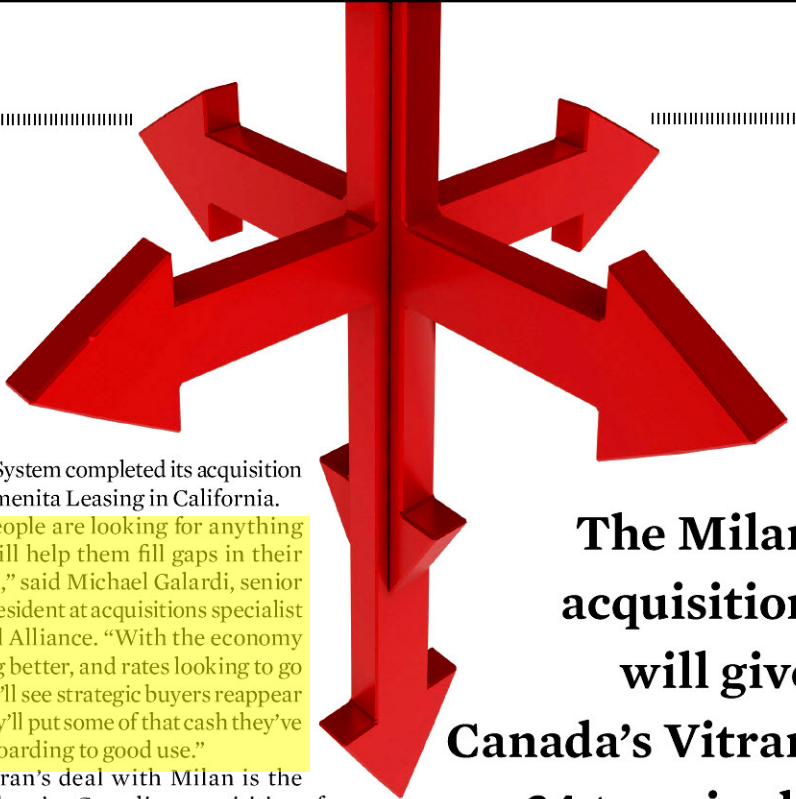 System completed its acquisition
menita Leasing in California.
eople are looking for anything
ill help them fill gaps in their
,” said Michael Galardi, senior
esident at acquisitions specialist
l Alliance. “With the economy
g better, and rates looking to go
’ll see strategic buyers reappear
y’ll put some of that cash they’ve
oarding to good use.”
ran’s deal with Milan is the
The Milan
acquisition
will give
Canada’s Vitran